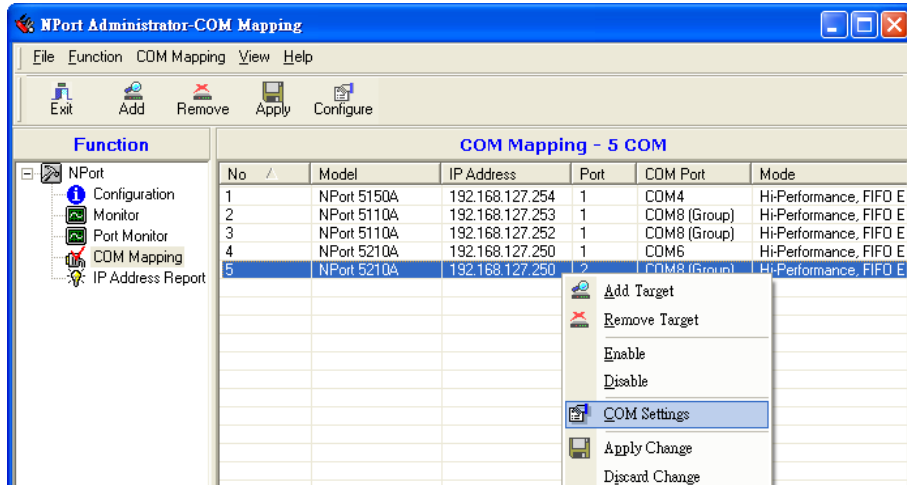 NPort Administrator-COM Mapping
File Function COM Mapping View Help
Exit Add Remove Apply Configure
Function
COM Mapping - 5 COM
NPort
Configuration
Monitor
Port Monitor
COM Mapping
IP Address Report
No Model IP Address Port COM Port Mode
1 NPort 5150A 192.168.127.254 1 COM4 Hi-Performance, FIFO E
2 NPort 5110A 192.168.127.253 1 COM8 (Group) Hi-Performance, FIFO E
3 NPort 5110A 192.168.127.252 1 COM8 (Group) Hi-Performance, FIFO E
4 NPort 5210A 192.168.127.250 1 COM6 Hi-Performance, FIFO E
5 NPort 5210A 192.168.127.250 2 COM8 (Group) Hi-Performance, FIFO E
Add Target
Remove Target
Enable
Disable
COM Settings
Apply Change
Discard Change